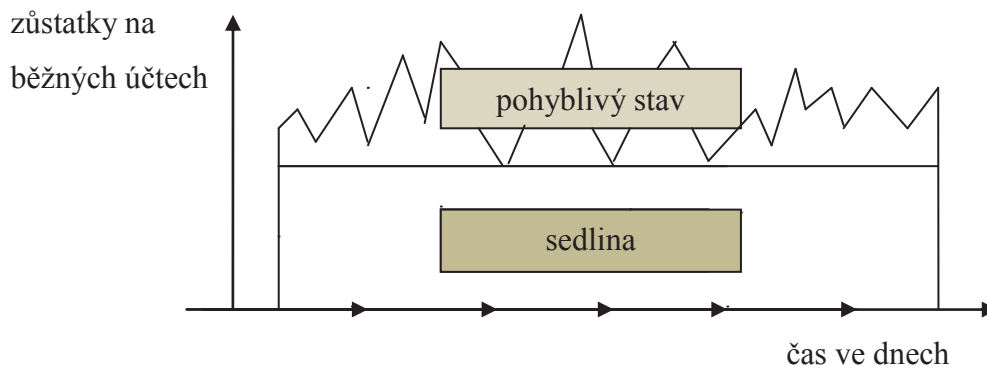 zůstatky na
běžných účtech
pohyblivý stav
sedlina
čas ve dnech